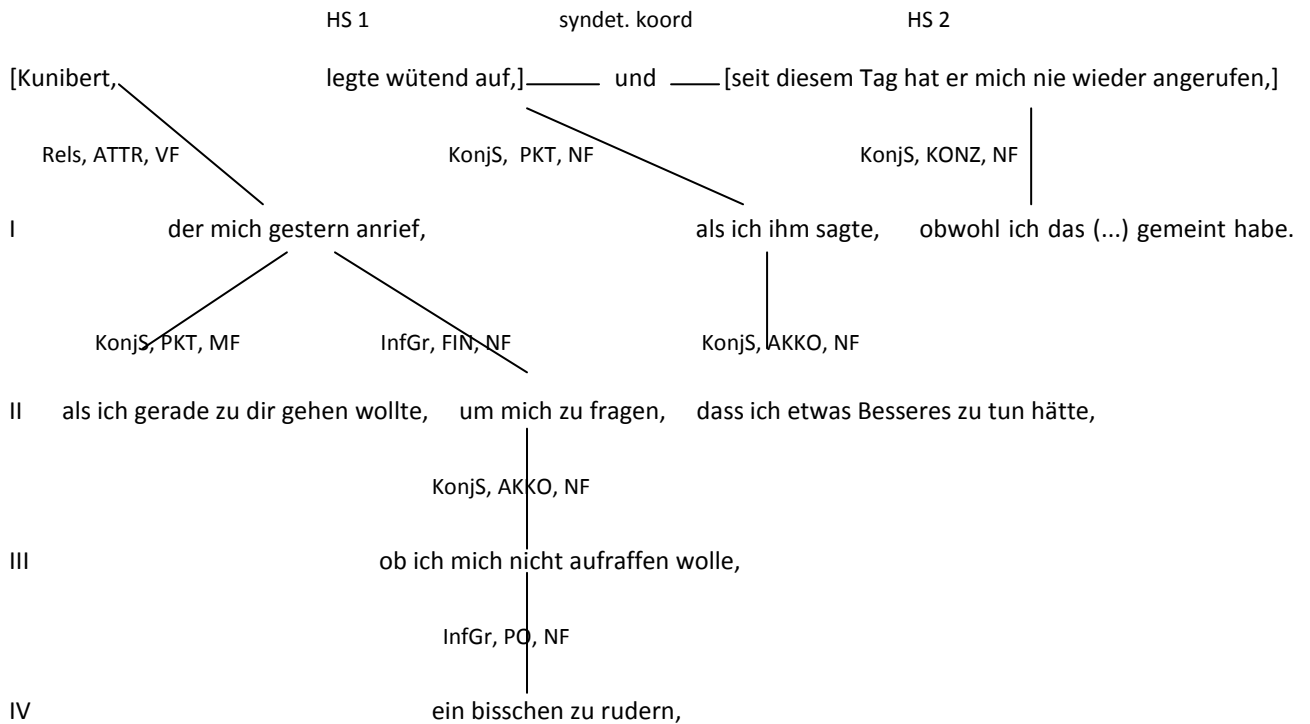 HS 1 syndet. koord HS 2
[Kunibert, legte wütend auf,] und [seit diesem Tag hat er mich nie wieder angerufen,]
Rels, ATTR, VF KonjS, PKT, NF KonjS, KONZ, NF
I der mich gestern anrief, als ich ihm sagte, obwohl ich das (...) gemeint habe.
KonjS, PKT, MF InfGr, FIN, NF KonjS, AKKO, NF
II als ich gerade zu dir gehen wollte, um mich zu fragen, dass ich etwas Besseres zu tun hätte,
KonjS, AKKO, NF
III ob ich mich nicht aufraffen wolle,
InfGr, PO, NF
IV ein bisschen zu rudern,